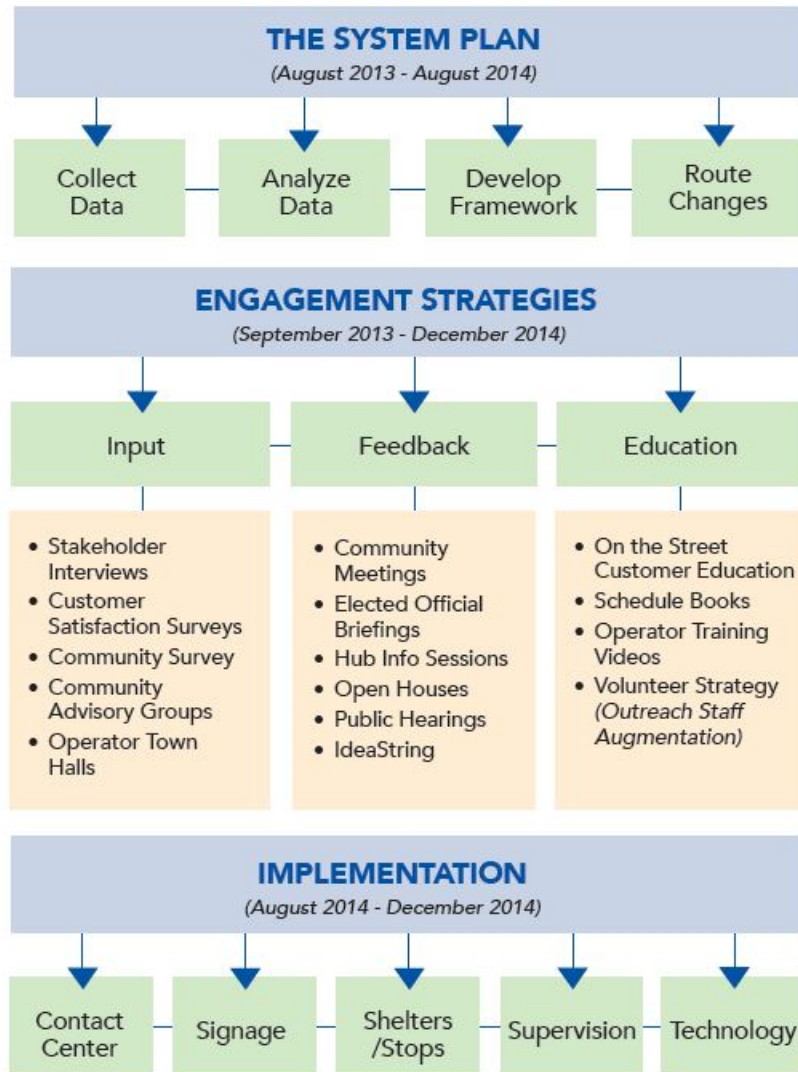 THE SYSTEM PLAN
(August 2013 - August 2014)
Collect
Data
Analyze
Data
Develop
Framework
Route
Changes
ENGAGEMENT STRATEGIES
(September 2013 - December 2014)
Input
Feedback
Education
• Stakeholder
Interviews
• Customer
Satisfaction Surveys
• Community Survey
• Community
Advisory Groups
• Operator Town
Halls
• Community
Meetings
• Elected Official
Briefings
• Hub Info Sessions
• Open Houses
• Public Hearings
• IdeaString
• On the Street
Customer Education
• Schedule Books
• Operator Training
Videos
• Volunteer Strategy
(Outreach Staff
Augmentation)
IMPLEMENTATION
(August 2014 - December 2014)
Contact
Center
Signage
Shelters
/Stops
Supervision
Technology